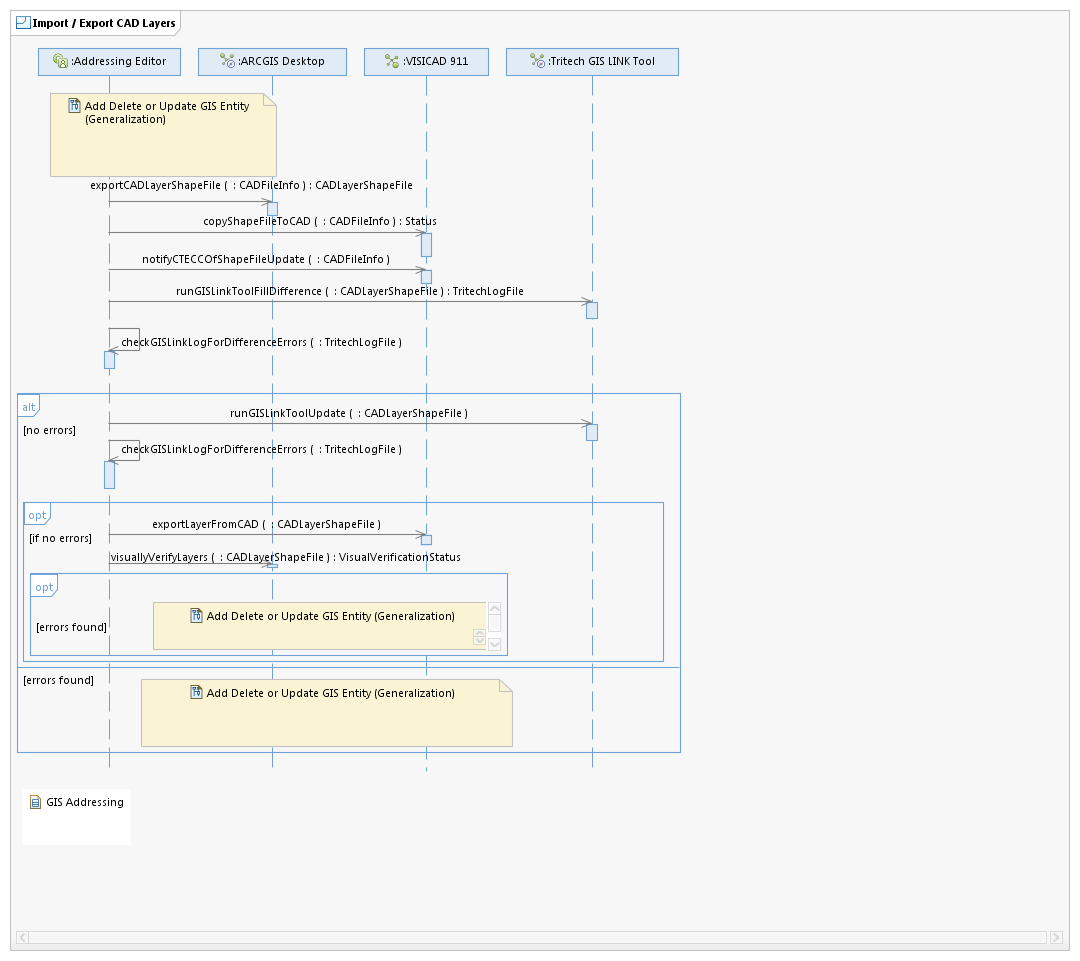 Import / Export CAD Layers
:Addressing Editor
:ARCGIS Desktop
:VISICAD 911
:Tritech GIS LINK Tool
Add Delete or Update GIS Entity
(Generalization)
exportCADLayerShapeFile (  : CADFileInfo ) : CADLayerShapeFile
copyShapeFileToCAD (  : CADFileInfo ) : Status
notifyCTECCOfShapeFileUpdate (  : CADFileInfo )
runGISLinkToolFillDifference (  : CADLayerShapeFile ) : TritechLogFile
checkGISLinkLogForDifferenceErrors (  : TritechLogFile )
alt
runGISLinkToolUpdate (  : CADLayerShapeFile )
[no errors]
checkGISLinkLogForDifferenceErrors (  : TritechLogFile )
opt
exportLayerFromCAD (  : CADLayerShapeFile )
[if no errors]
visuallyVerifyLayers (  : CADLayerShapeFile ) : VisualVerificationStatus
opt
Add Delete or Update GIS Entity (Generalization)
[errors found]
[errors found]
Add Delete or Update GIS Entity (Generalization)
GIS Addressing